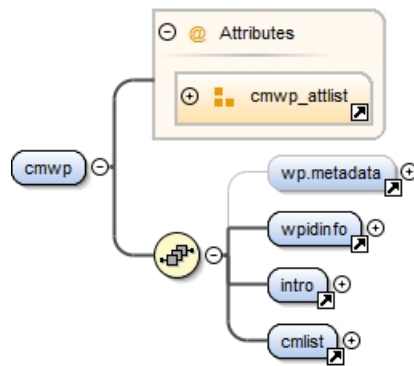 @ Attributes
cmwp_attlist
cmwp
wp.metadata
wpidinfo
intro
cmlist